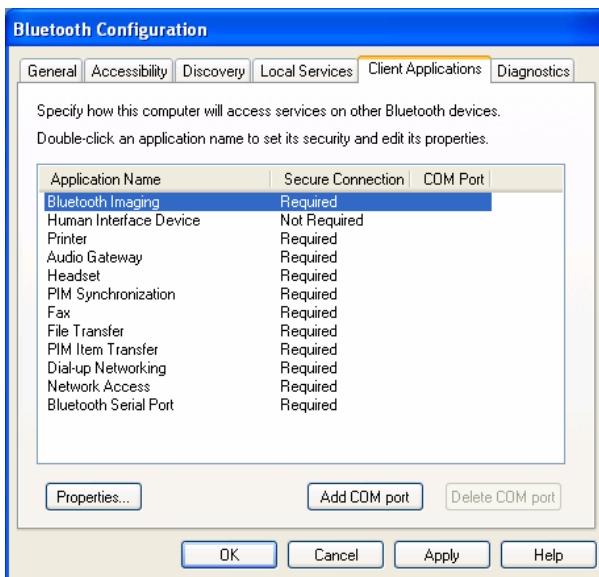 Bluetooth Configuration
General Accessibility Discovery Local Services Client Applications Diagnostics
Specify how this computer will access services on other Bluetooth devices.
Double-click an application name to set its security and edit its properties.
Application Name Secure Connection COM Port
Bluetooth Imaging Required
Human Interface Device Not Required
Printer Required
Audio Gateway Required
Headset Required
PIM Synchronization Required
Fax Required
File Transfer Required
PIM Item Transfer Required
Dial-up Networking Required
Network Access Required
Bluetooth Serial Port Required
Properties... Add COM port Delete COM port
OK Cancel Apply Help